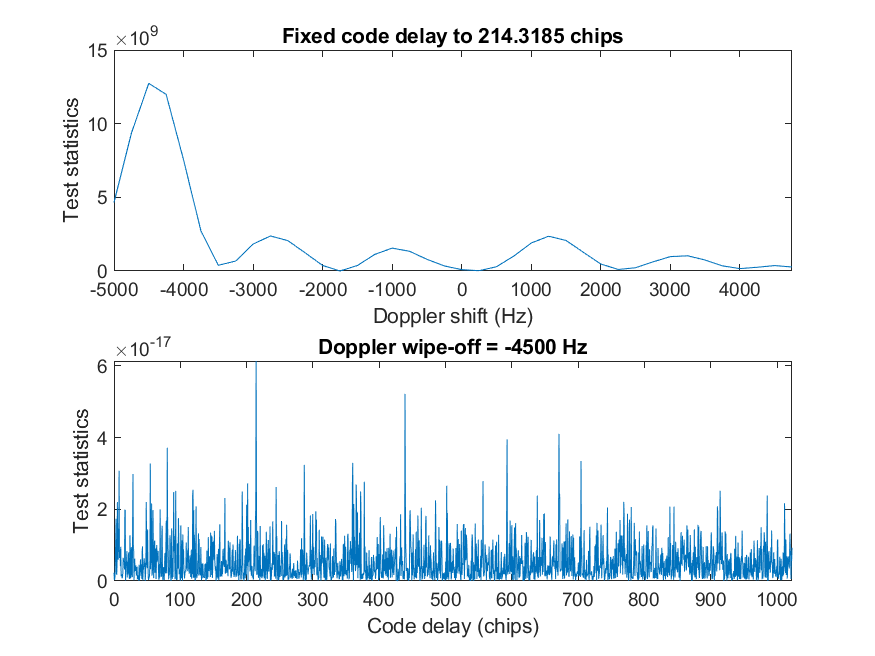 ×10⁹
Fixed code delay to 214.3185 chips
15
10
5
0
Test statistics
-5000 -4000 -3000 -2000 -1000 0 1000 2000 3000 4000
Doppler shift (Hz)
×10⁻¹⁷
Doppler wipe-off = -4500 Hz
6
4
2
0
Test statistics
0 100 200 300 400 500 600 700 800 900 1000
Code delay (chips)